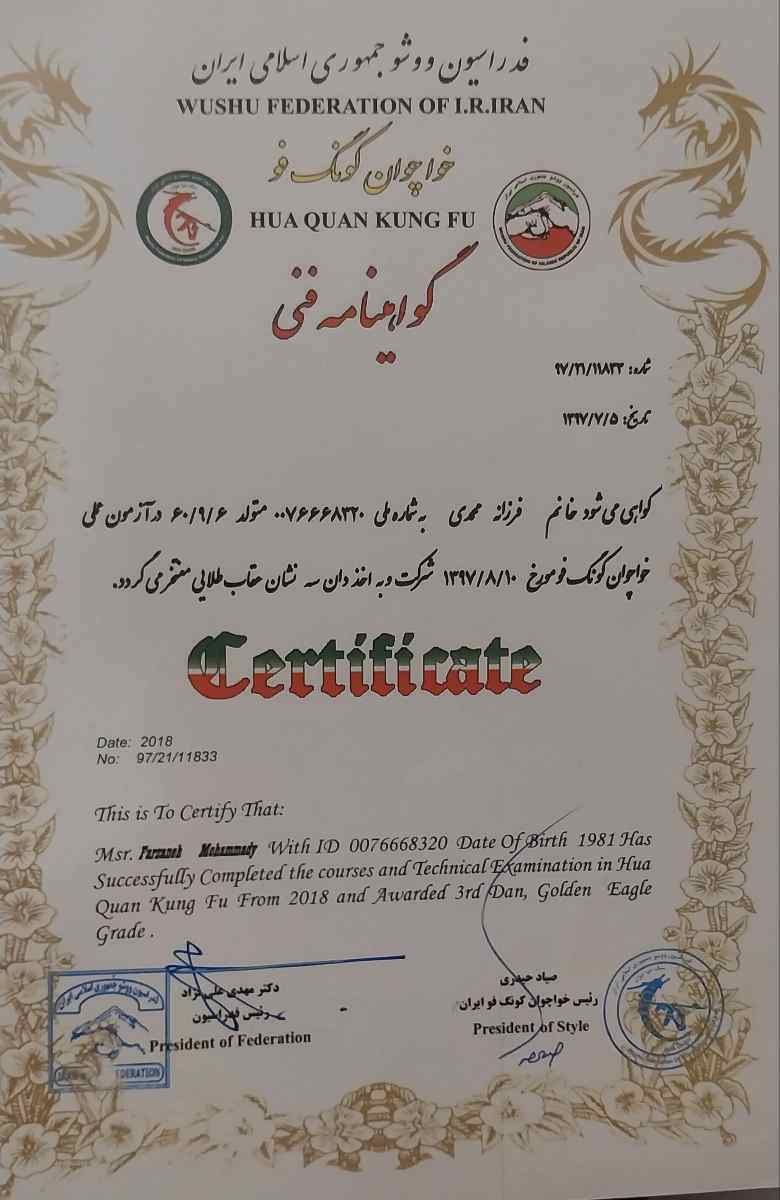 فدراسیون ووشو جمهوری اسلامی ایران
WUSHU FEDERATION OF I.R.IRAN
خواچوان کونگ فو
HUA QUAN KUNG FU
گواهینامه فنی
شماره: ۹۷/۲۱/۱۱۸۳۳
تاریخ: ۱۳۹۷/۷/۵
گواهی می شود خانم فرزانه محمدی به شماره ملی ۰۰۷۶۶۶۸۳۲۰ متولد ۶۰/۹/۶ در آزمون عملی
خواچوان کونگ فو مورخ ۱۳۹۷/۸/۱۰ شرکت و به اخذ دان سه نشان عقاب طلایی مفتخر می گردد.
Certificate
Date: 2018
No: 97/21/11833
This is To Certify That:
Msr. Farzaneh Mohammady With ID 0076668320 Date Of Birth 1981 Has
Successfully Completed the courses and Technical Examination in Hua
Quan Kung Fu From 2018 and Awarded 3rd Dan, Golden Eagle
Grade .
دکتر مهدی علی نژاد
رئیس فدراسیون
President of Federation
صیاد حیدری
رئیس خواچوان کونگ فو ایران
President of Style
فدراسیون ووشو جمهوری اسلامی ایران
FEDERATION